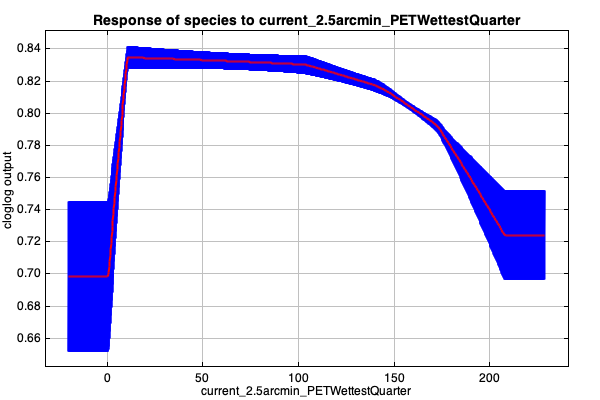 Response of species to current_2.5arcmin_PETWettestQuarter
0.84
0.82
0.80
0.78
0.76
0.74
0.72
0.70
0.68
0.66
cloglog output
0 50 100 150 200
current_2.5arcmin_PETWettestQuarter